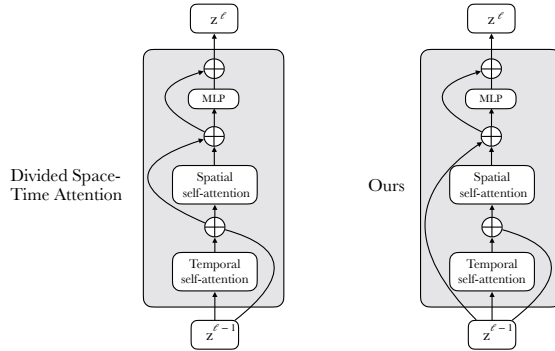 z^ℓ
MLP
Divided Space-
Time Attention
Spatial
self-attention
Temporal
self-attention
z^{ℓ−1}
z^ℓ
MLP
Ours
Spatial
self-attention
Temporal
self-attention
z^{ℓ−1}